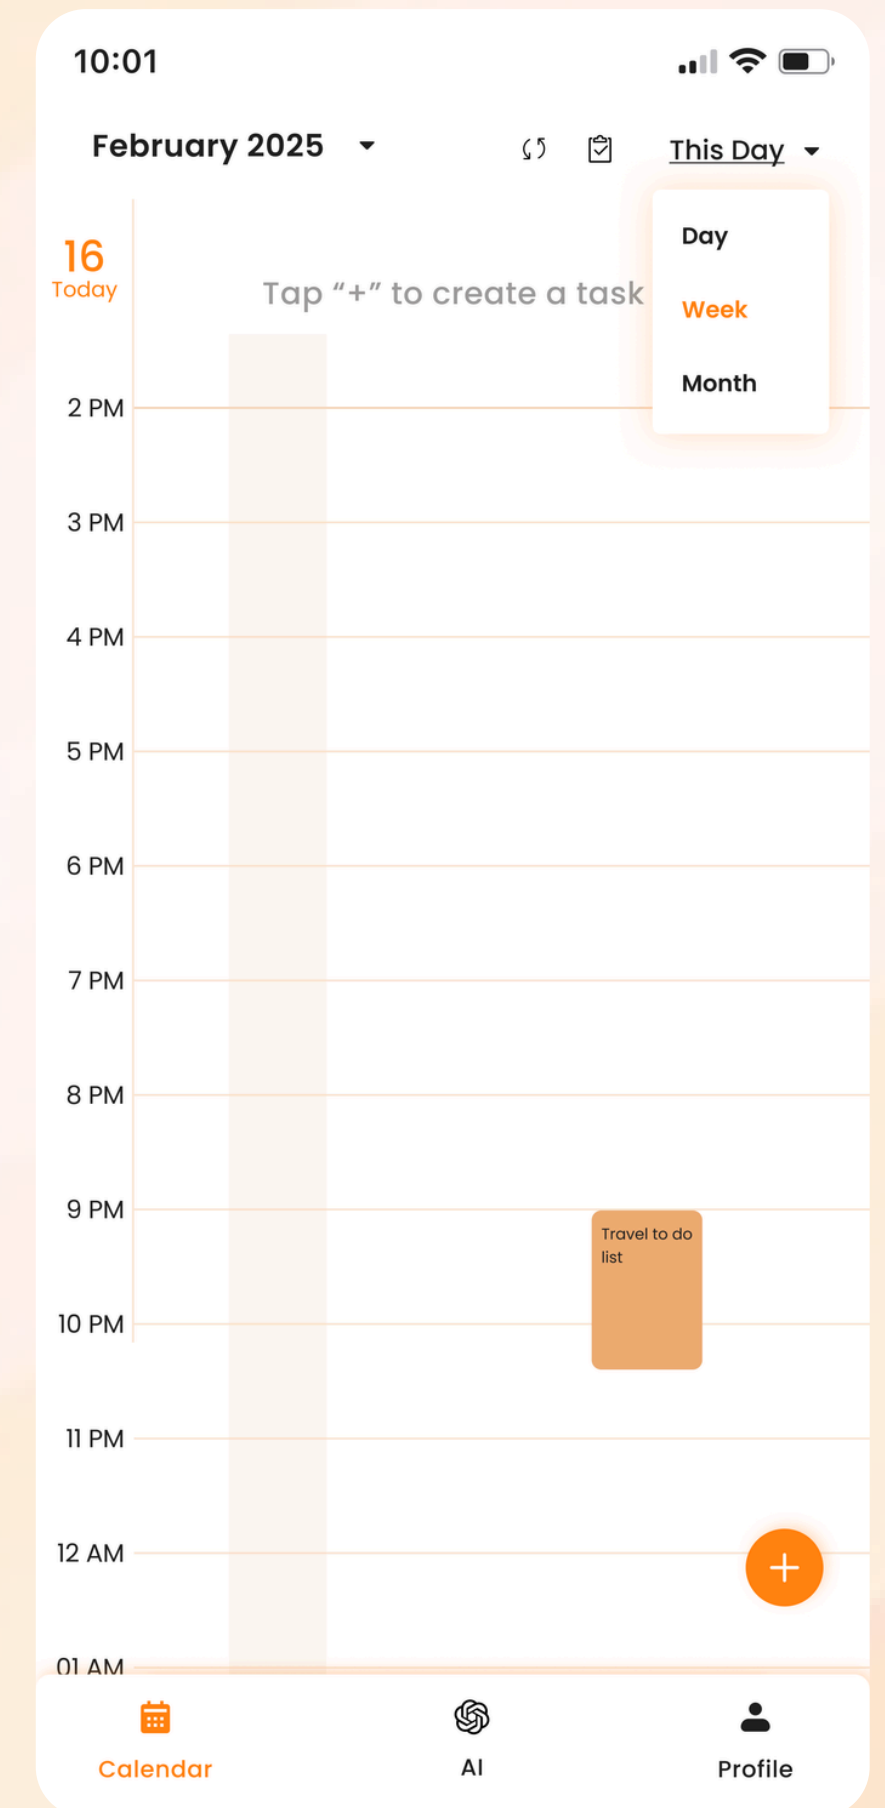 10:01
February 2025
This Day
Day
Week
Month
16
Today
Tap “+” to create a task
2 PM
3 PM
4 PM
5 PM
6 PM
7 PM
8 PM
9 PM
Travel to do
list
10 PM
11 PM
12 AM
01 AM
Calendar
AI
Profile